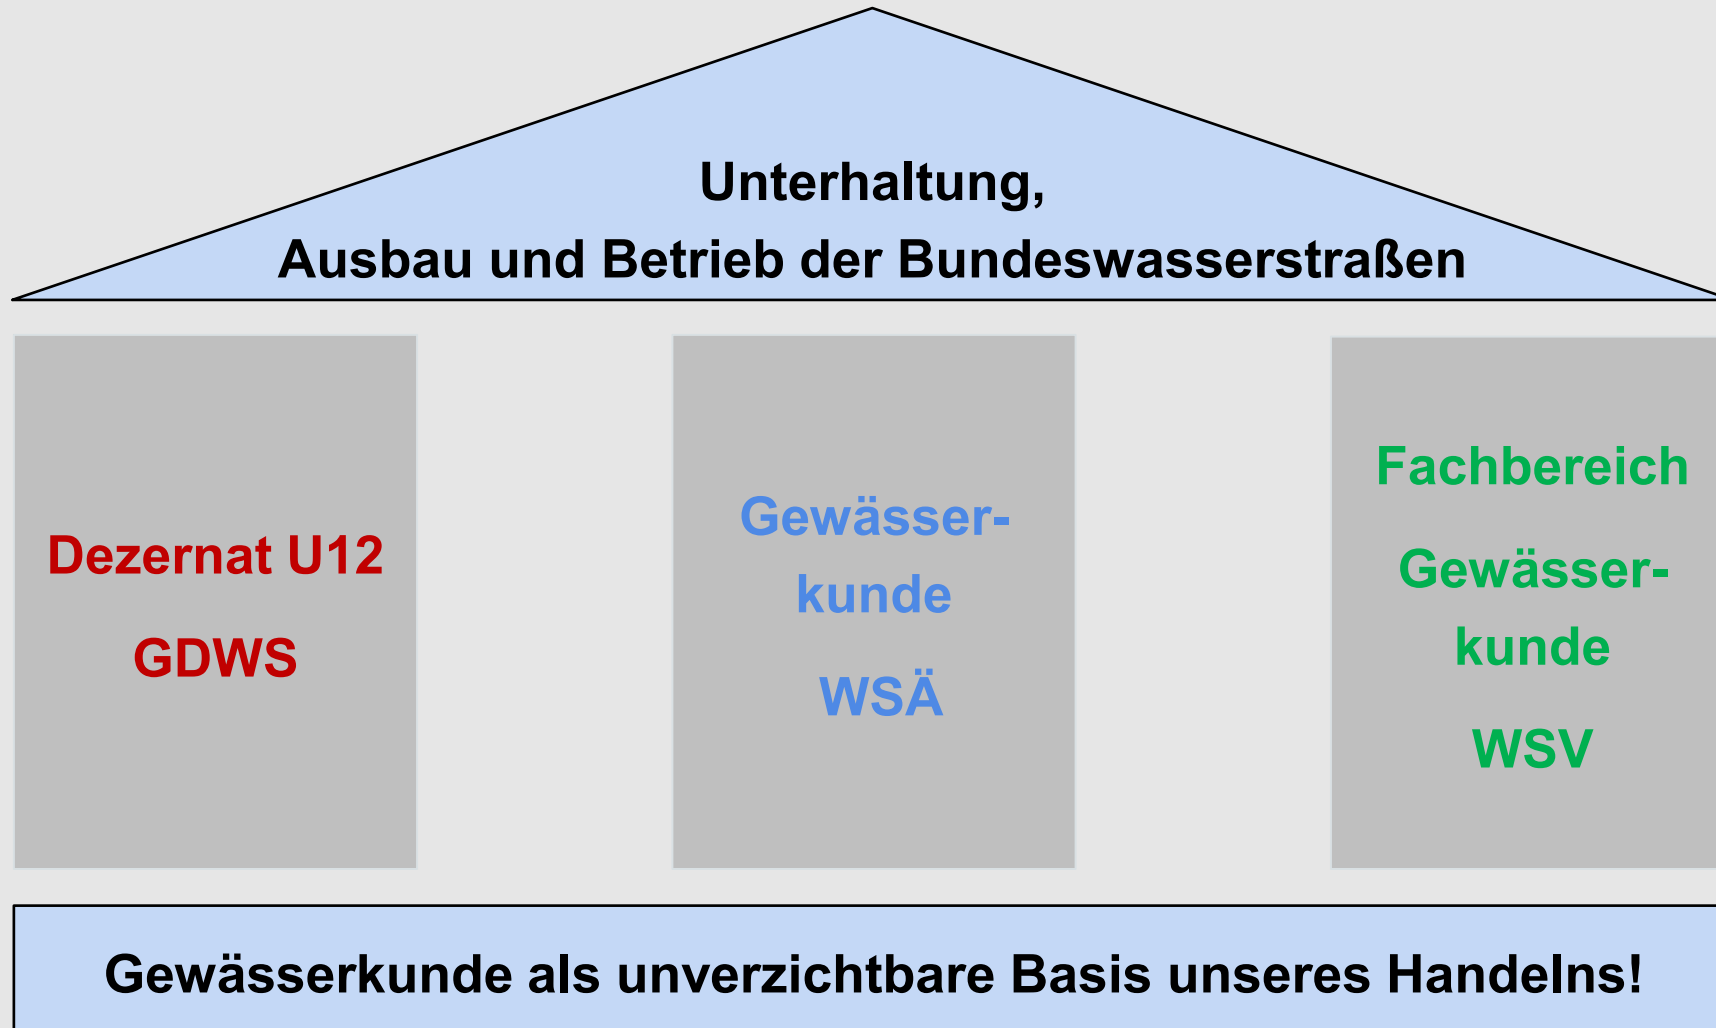 Unterhaltung,
Ausbau und Betrieb der Bundeswasserstraßen
Dezernat U12
GDWS
Gewässer-
kunde
WSÄ
Fachbereich
Gewässer-
kunde
WSV
Gewässerkunde als unverzichtbare Basis unseres Handelns!